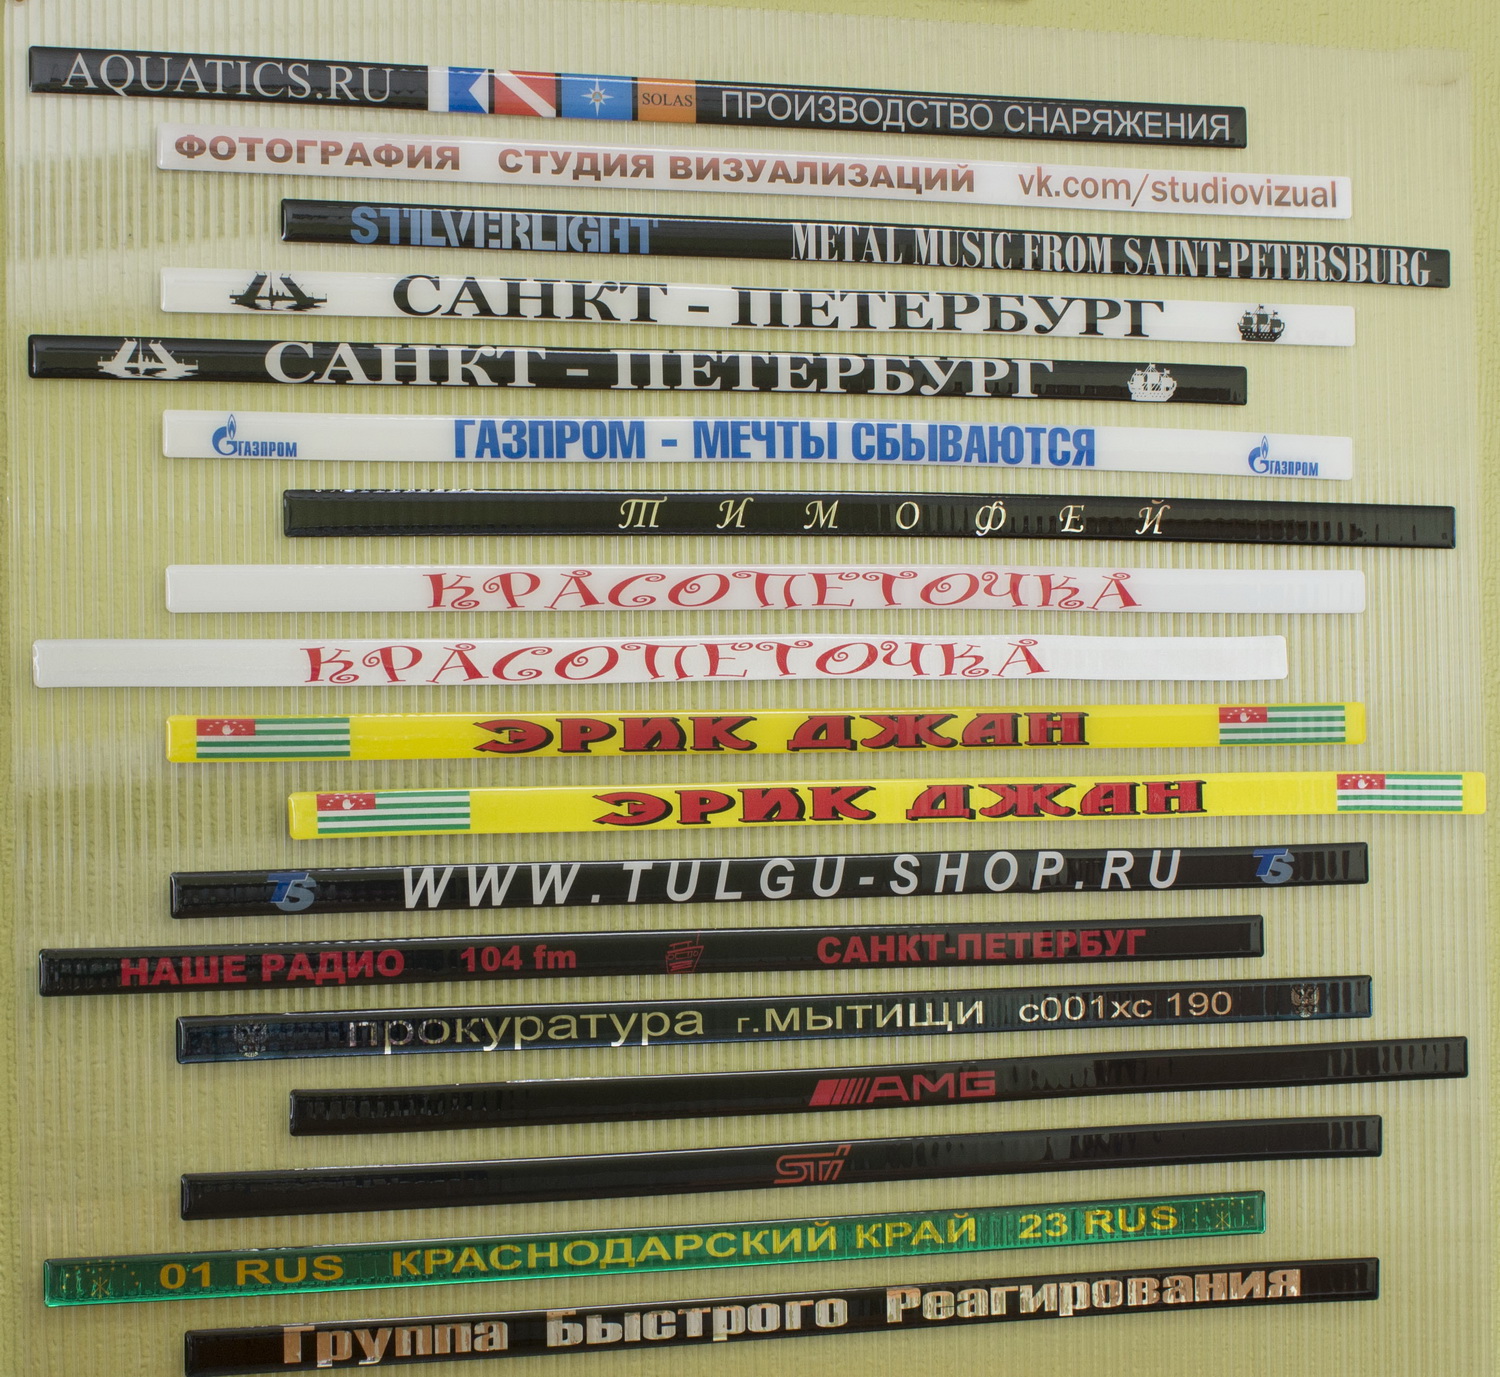 AQUATICS.RU SOLAS ПРОИЗВОДСТВО СНАРЯЖЕНИЯ
ФОТОГРАФИЯ СТУДИЯ ВИЗУАЛИЗАЦИЙ vk.com/studiovizual
STILVERLIGHT METAL MUSIC FROM SAINT-PETERSBURG
САНКТ - ПЕТЕРБУРГ
САНКТ - ПЕТЕРБУРГ
ГАЗПРОМ ГАЗПРОМ - МЕЧТЫ СБЫВАЮТСЯ ГАЗПРОМ
ТИМОФЕЙ
КРАСОПЕТОЧКА
КРАСОПЕТОЧКА
ЭРИК ДЖАН
ЭРИК ДЖАН
TS WWW.TULGU-SHOP.RU TS
НАШЕ РАДИО 104 fm САНКТ-ПЕТЕРБУГ
прокуратура г.МЫТИЩИ с001хс 190
AMG
STi
01 RUS КРАСНОДАРСКИЙ КРАЙ 23 RUS
Группа Быстрого Реагирования